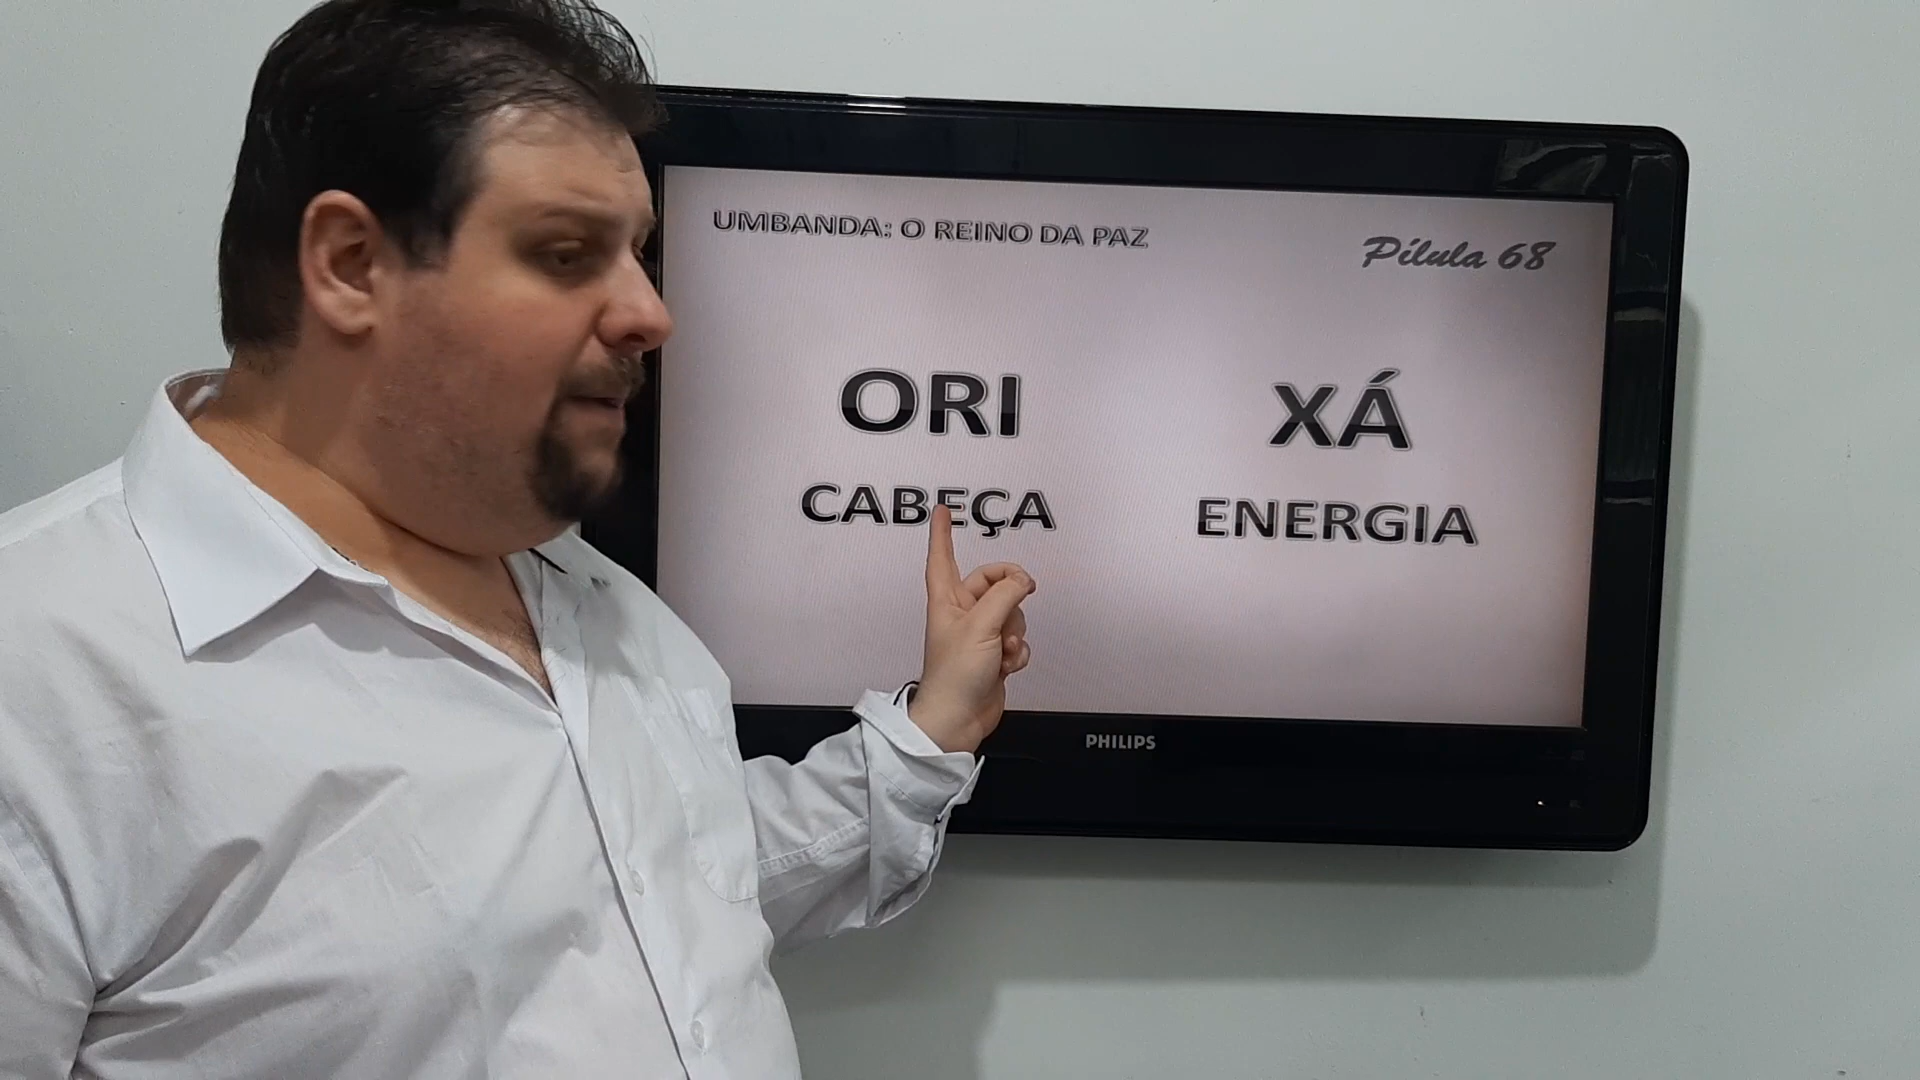 UMBANDA: O REINO DA PAZ
Pílula 68
ORI XÁ
CABEÇA ENERGIA
PHILIPS